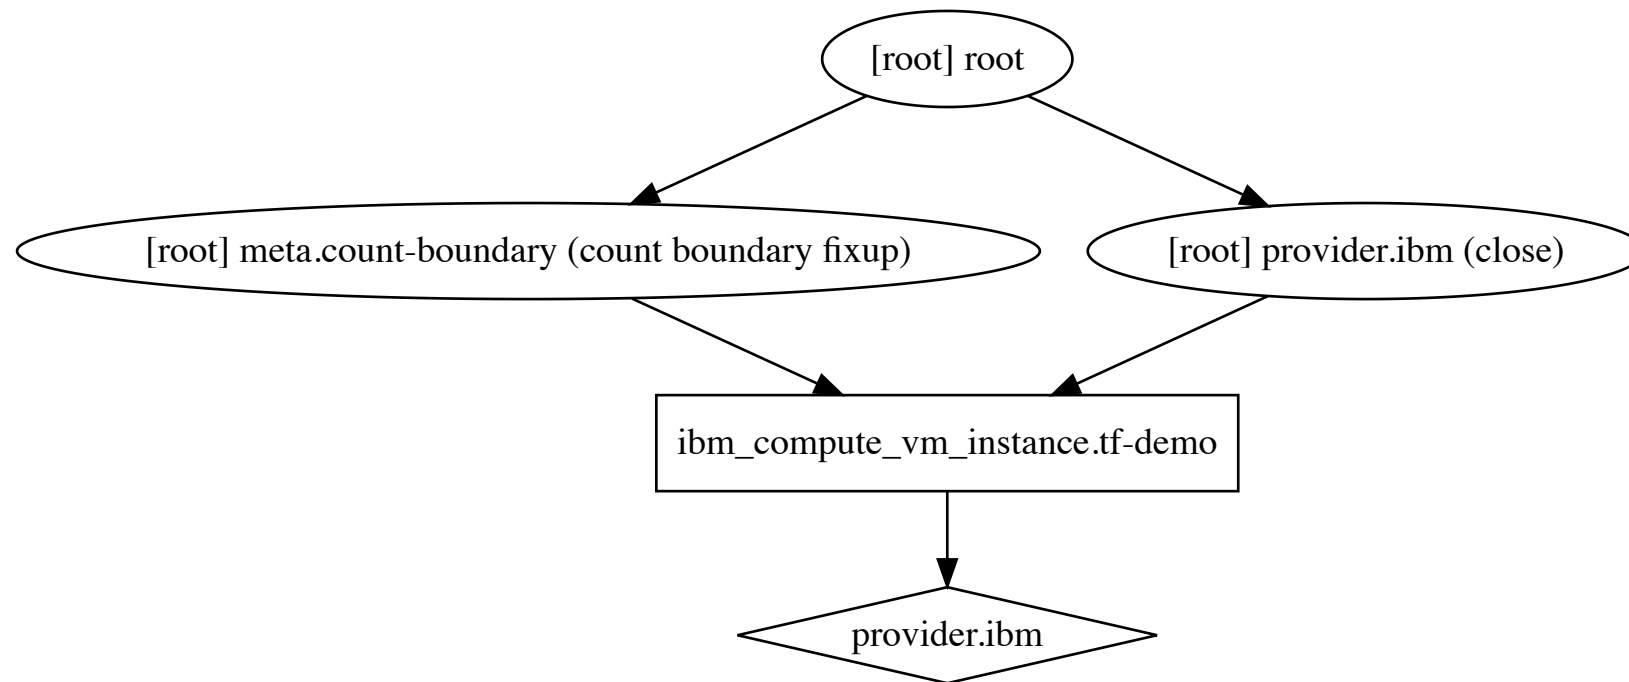 [root] root
[root] meta.count-boundary (count boundary fixup)
[root] provider.ibm (close)
ibm_compute_vm_instance.tf-demo
provider.ibm